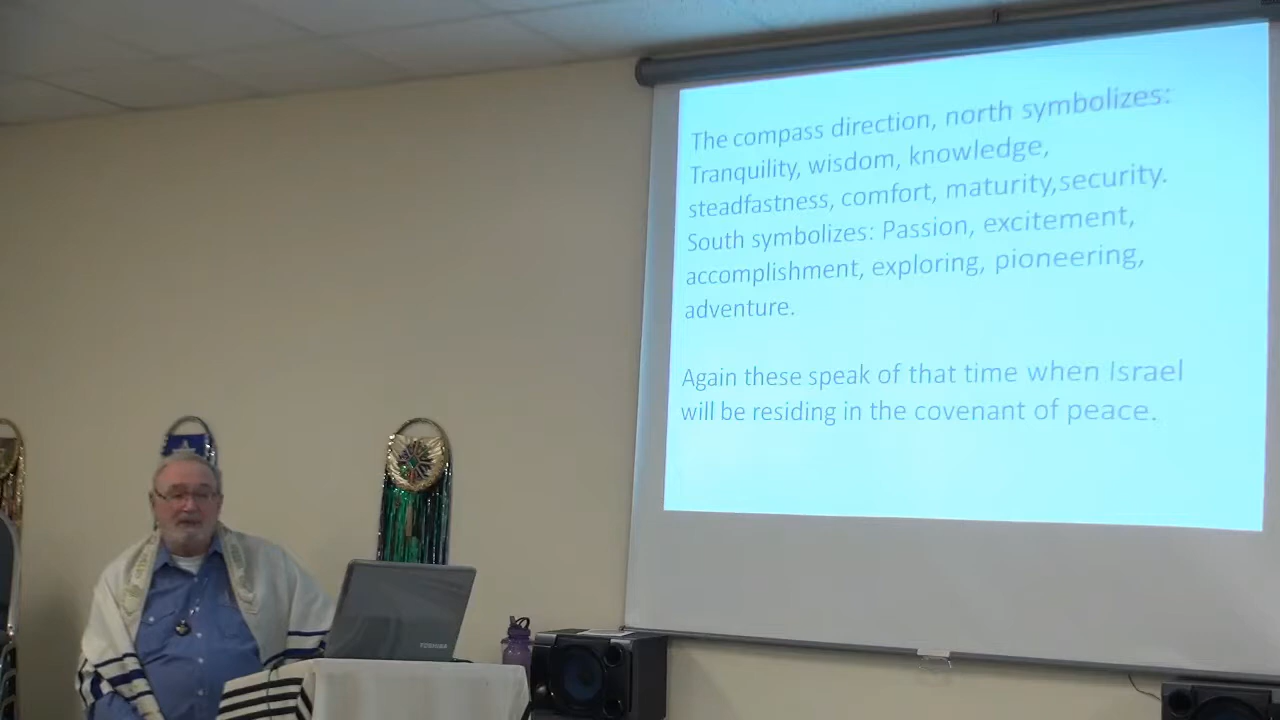 The compass direction, north symbolizes:
Tranquility, wisdom, knowledge,
steadfastness, comfort, maturity,security.
South symbolizes: Passion, excitement,
accomplishment, exploring, pioneering,
adventure.
Again these speak of that time when Israel
will be residing in the covenant of peace.
TOSHIBA